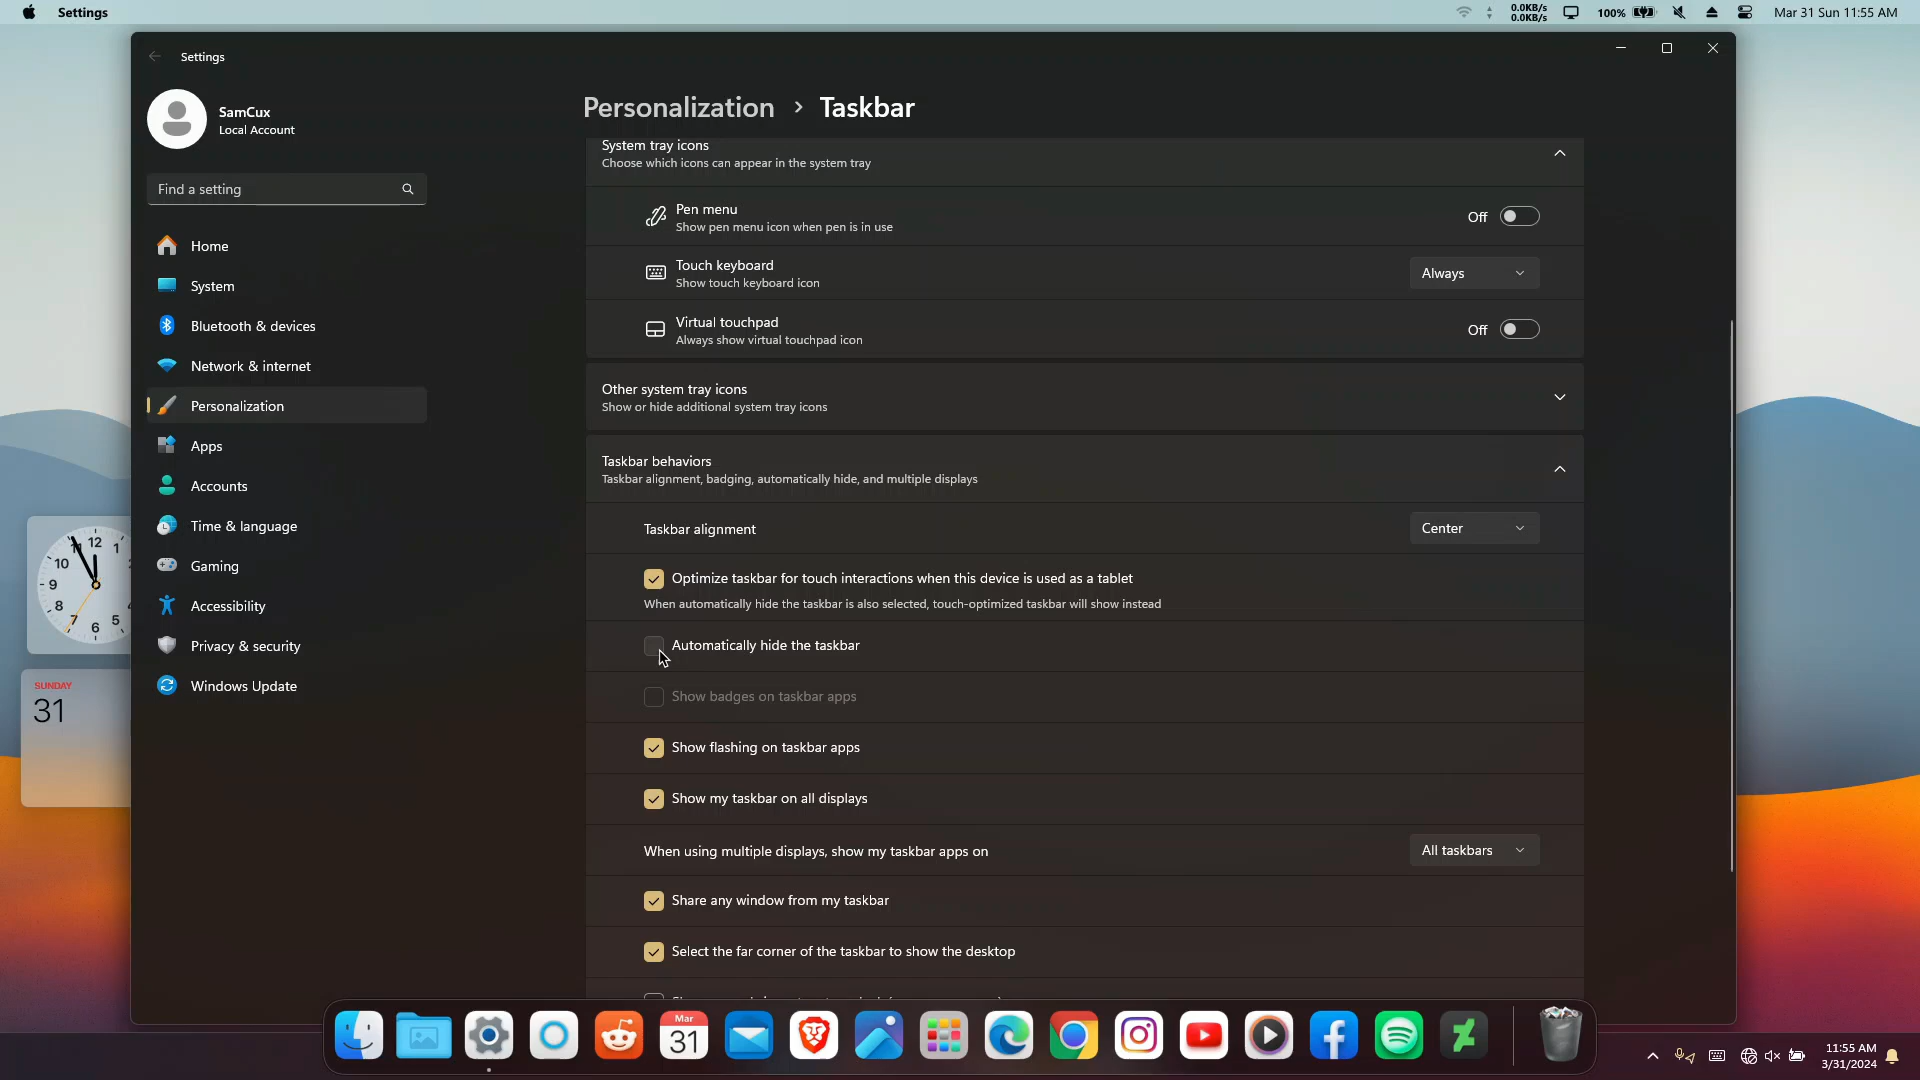 Settings
0.0KB/s
0.0KB/s
100%
Mar 31 Sun 11:55 AM
Settings
SamCux
Local Account
Find a setting
Home
System
Bluetooth & devices
Network & internet
Personalization
Apps
Accounts
Time & language
Gaming
Accessibility
Privacy & security
Windows Update
Personalization > Taskbar
System tray icons
Choose which icons can appear in the system tray
Pen menu
Show pen menu icon when pen is in use
Off
Touch keyboard
Show touch keyboard icon
Always
Virtual touchpad
Always show virtual touchpad icon
Off
Other system tray icons
Show or hide additional system tray icons
Taskbar behaviors
Taskbar alignment, badging, automatically hide, and multiple displays
Taskbar alignment
Center
Optimize taskbar for touch interactions when this device is used as a tablet
When automatically hide the taskbar is also selected, touch-optimized taskbar will show instead
Automatically hide the taskbar
Show badges on taskbar apps
Show flashing on taskbar apps
Show my taskbar on all displays
When using multiple displays, show my taskbar apps on
All taskbars
Share any window from my taskbar
Select the far corner of the taskbar to show the desktop
12
1
10
9
8
7
6
5
SUNDAY
31
Mar
31
11:55 AM
3/31/2024